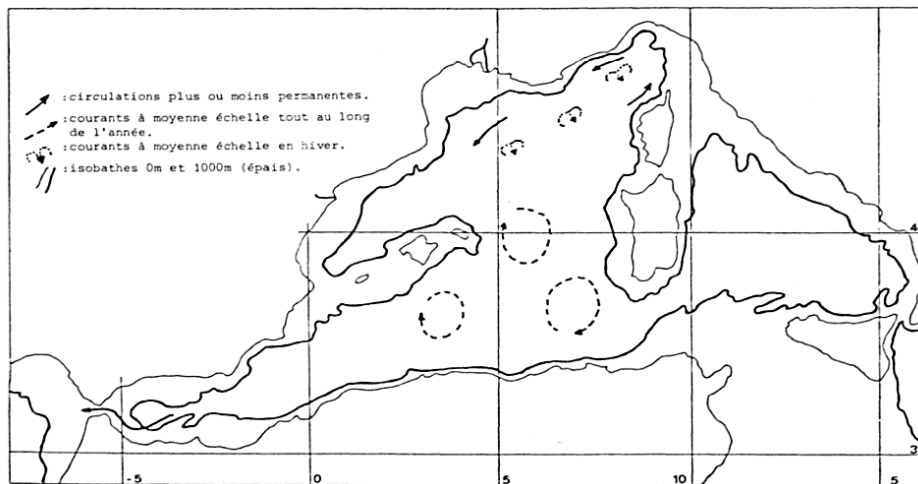 :circulations plus ou moins permanentes.
:courants à moyenne échelle tout au long
de l'année.
:courants à moyenne échelle en hiver.
:isobathes 0m et 1000m (épais).
4
3
-5
0
5
10
5